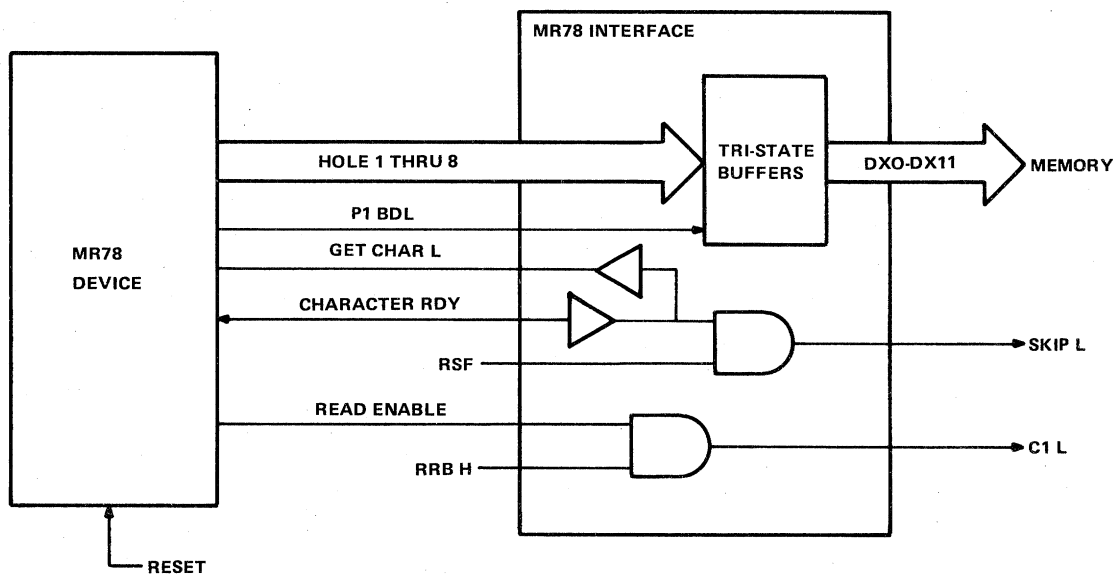 MR78 INTERFACE
HOLE 1 THRU 8
TRI-STATE
BUFFERS
DXO-DX11
MEMORY
P1 BDL
MR78
DEVICE
GET CHAR L
CHARACTER RDY
RSF
SKIP L
READ ENABLE
RRB H
C1 L
RESET